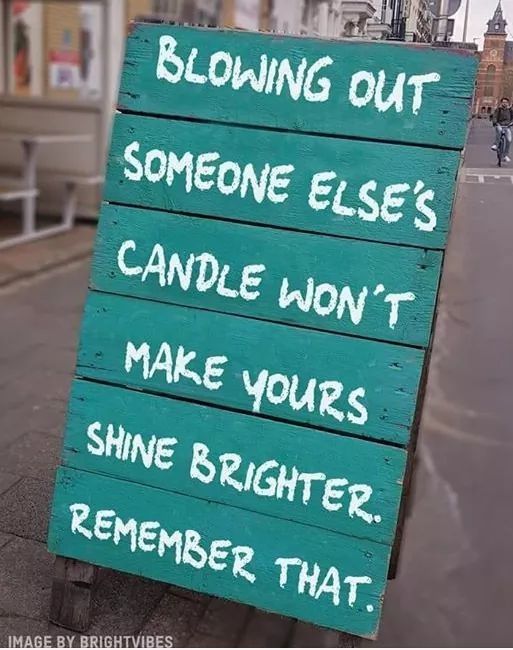 BLOWING OUT
SOMEONE ELSE'S
CANDLE WON'T
MAKE YOURS
SHINE BRIGHTER.
REMEMBER THAT.
IMAGE BY BRIGHTVIBES